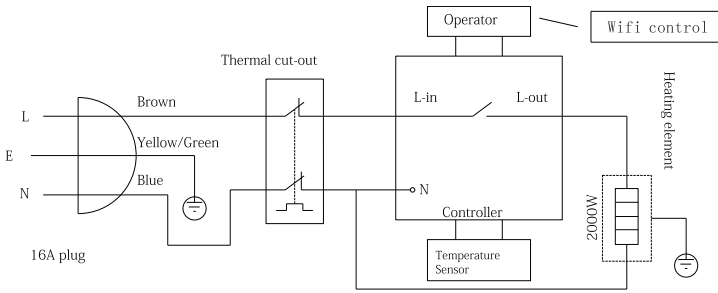 Operator
Wifi control
Thermal cut-out
Brown
L
L-in
L-out
Heating element
Yellow/Green
E
Blue
N
N
Controller
2000W
16A plug
Temperature
Sensor